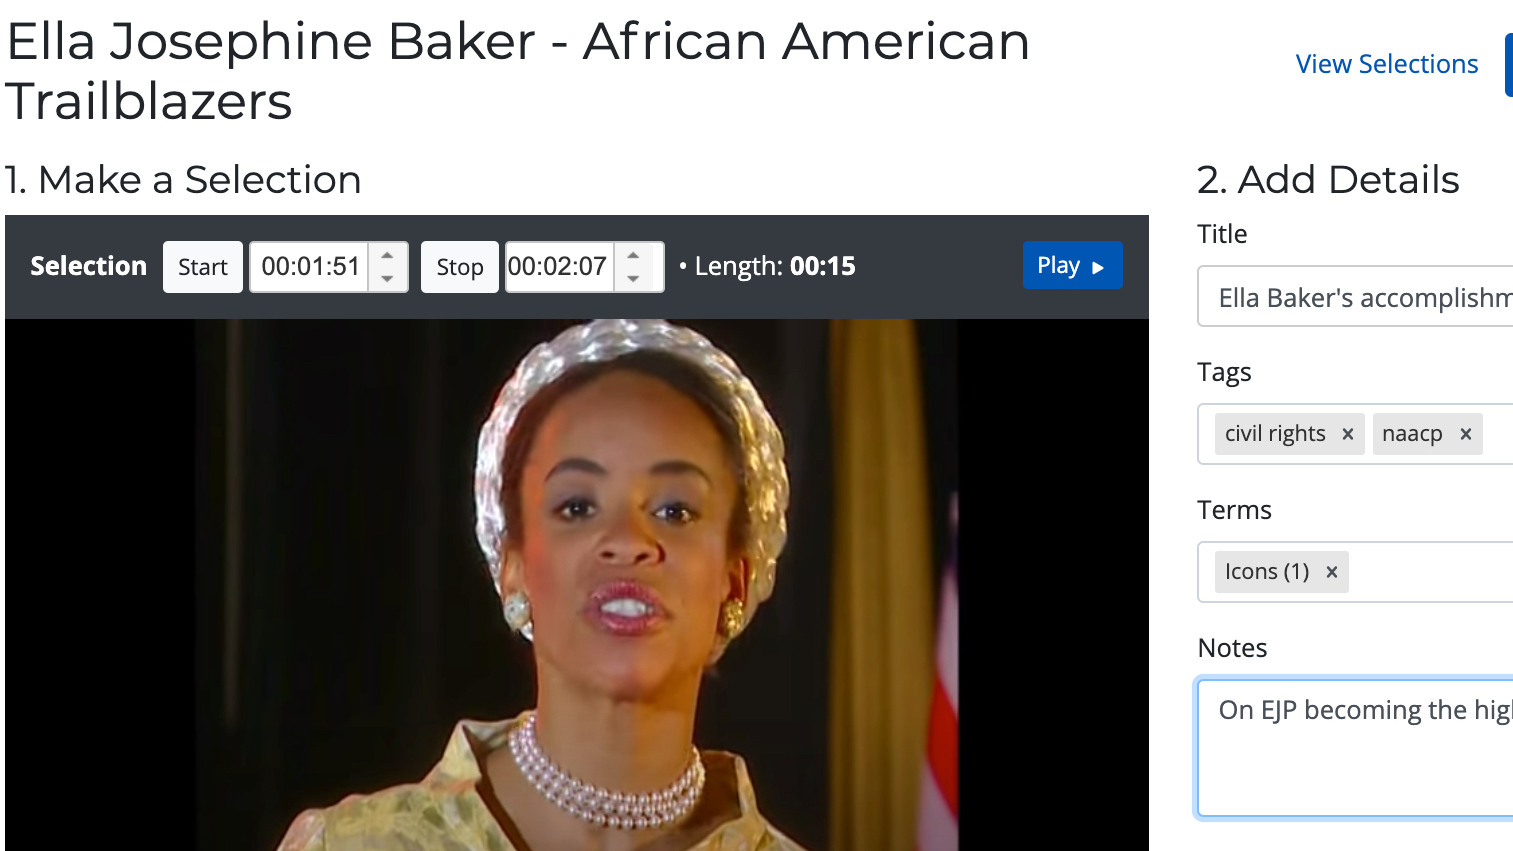 Ella Josephine Baker - African American
Trailblazers
View Selections
1. Make a Selection
Selection Start 00:01:51 Stop 00:02:07 • Length: 00:15 Play
2. Add Details
Title
Ella Baker's accomplishm
Tags
civil rights × naacp ×
Terms
Icons (1) ×
Notes
On EJP becoming the hig